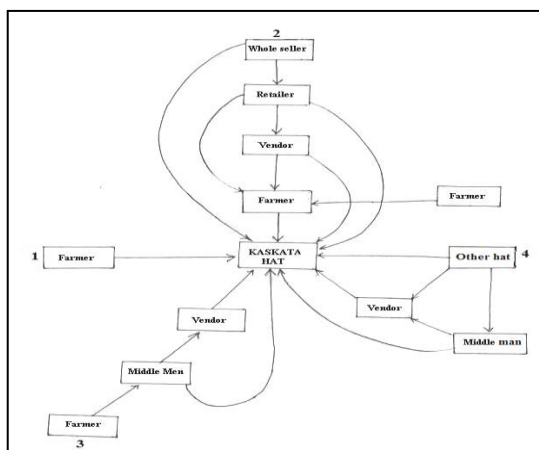 2
Whole seller
Retailer
Vendor
Farmer
Farmer
1
Farmer
KASKATA
HAT
Other hat
4
Vendor
Vendor
Middle man
Middle Men
Farmer
3